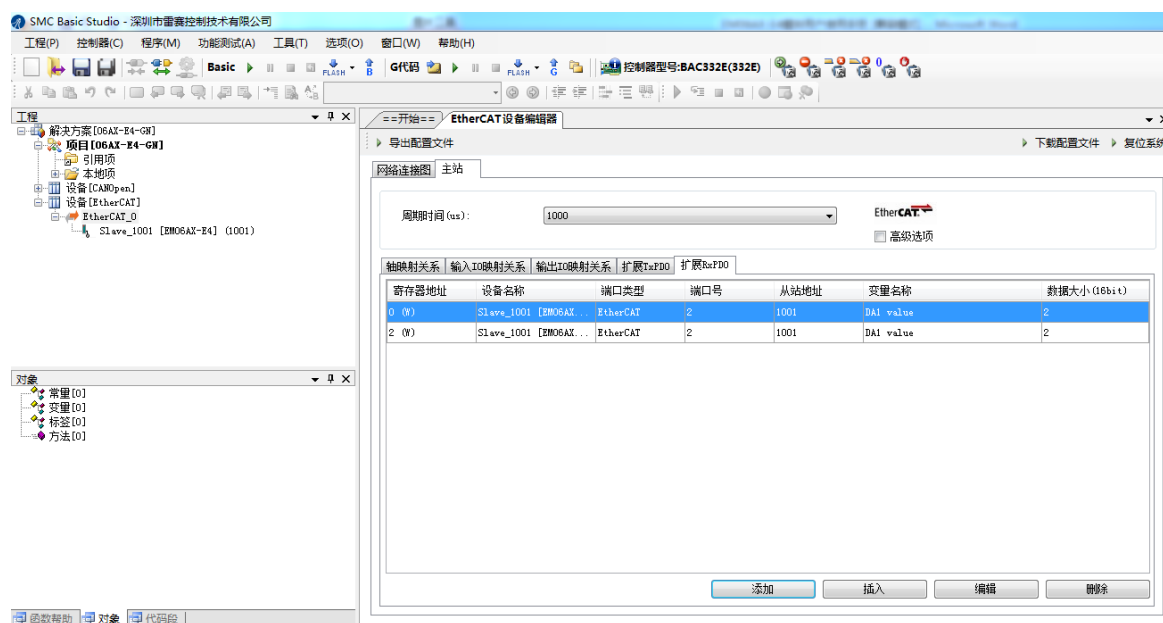 SMC Basic Studio - 深圳市雷赛控制技术有限公司
工程(P) 控制器(C) 程序(M) 功能测试(A) 工具(T) 选项(O) 窗口(W) 帮助(H)
Basic FLASH B G代码 FLASH G 控制器型号:BAC332E(332E)
工程
解决方案[06AX-E4-GN]
项目[06AX-E4-GN]
引用项
本地项
设备[CANOpen]
设备[EtherCAT]
EtherCAT_0
Slave_1001 [EM06AX-E4] (1001)
对象
常量[0]
变量[0]
标签[0]
方法[0]
函数帮助 对象 代码段
==开始== EtherCAT设备编辑器
导出配置文件 下载配置文件 复位系统
网络连接图 主站
周期时间(us): 1000 EtherCAT
高级选项
轴映射关系 输入IO映射关系 输出IO映射关系 扩展TxPDO 扩展RxPDO
寄存器地址 设备名称 端口类型 端口号 从站地址 变量名称 数据大小(16bit)
0 (W) Slave_1001 [EM06AX... EtherCAT 2 1001 DA1 value 2
2 (W) Slave_1001 [EM06AX... EtherCAT 2 1001 DA1 value 2
添加 插入 编辑 删除